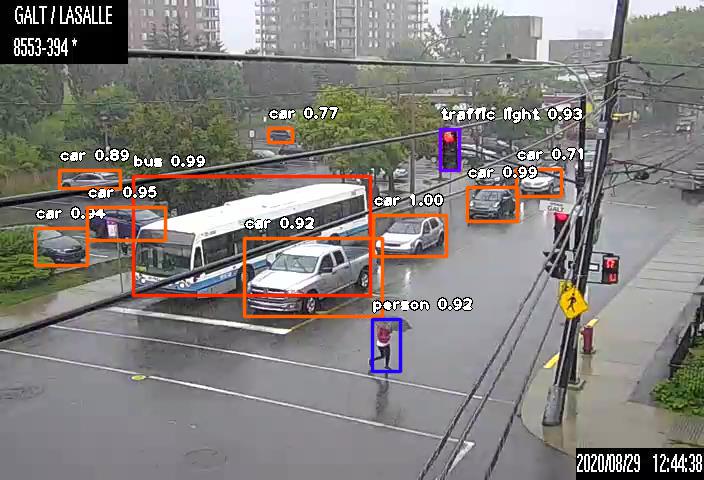 GALT / LASALLE
8553-394 *
car 0.77
traffic light 0.93
car 0.89
bus 0.99
car 0.71
car 0.99
car 0.95
car 0.94
car 0.92
car 1.00
GALT
person 0.92
2020/08/29 12:44:38